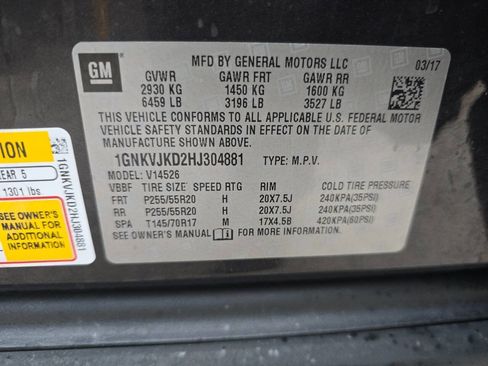 GM
MFD BY GENERAL MOTORS LLC 03/17
GVWR GAWR FRT GAWR RR
2930 KG 1450 KG 1600 KG
6459 LB 3196 LB 3527 LB
THIS VEHICLE CONFORMS TO ALL APPLICABLE U.S. FEDERAL MOTOR
VEHICLE SAFETY STANDARDS IN EFFECT ON THE DATE OF
MANUFACTURE SHOWN ABOVE.
1GNKVJKD2HJ304881 TYPE: M.P.V.
MODEL: V14526
VBBF TIRE SIZE SPEED RTG RIM COLD TIRE PRESSURE
FRT P255/55R20 H 20X7.5J 240KPA(35PSI)
RR P255/55R20 H 20X7.5J 240KPA(35PSI)
SPA T145/70R17 M 17X4.5B 420KPA(60PSI)
SEE OWNER'S MANUAL FOR MORE INFORMATION.
ION
EAR 5
1301 lbs.
SEE OWNER'S
MANUAL FOR
ADDITIONAL
INFORMATION
1GNKVJKD2HJ304881